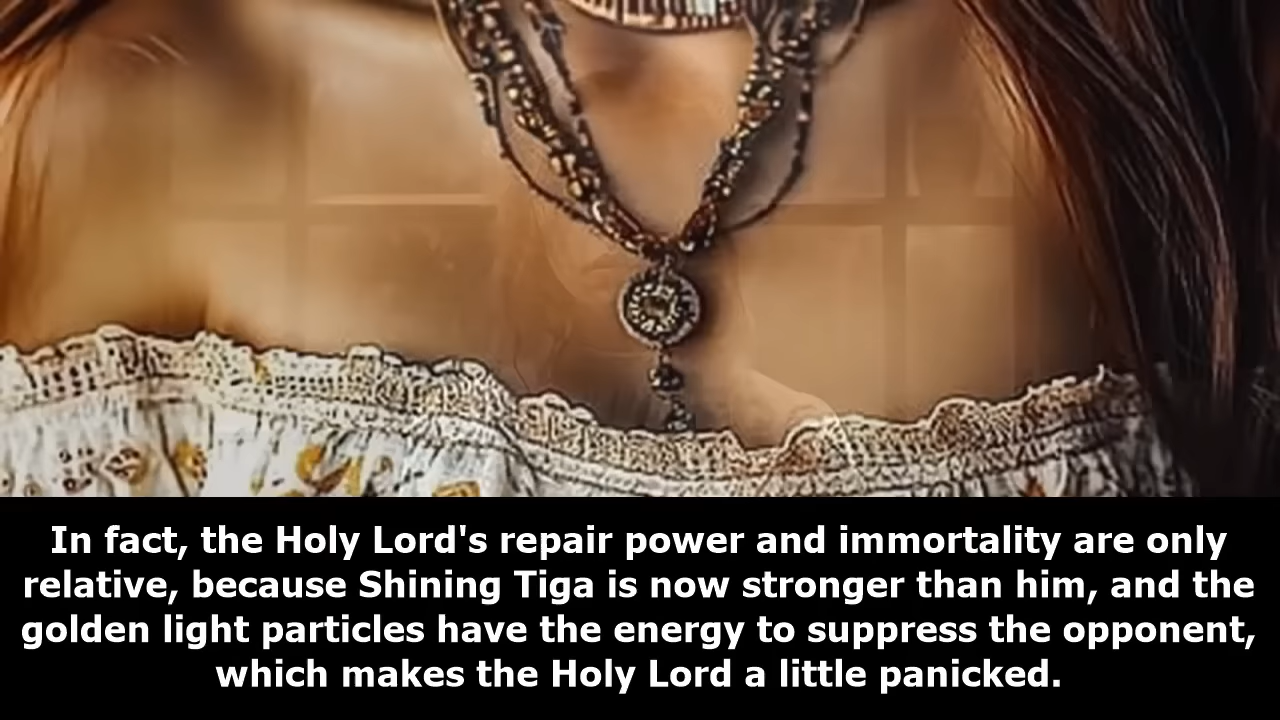 In fact, the Holy Lord's repair power and immortality are only
relative, because Shining Tiga is now stronger than him, and the
golden light particles have the energy to suppress the opponent,
which makes the Holy Lord a little panicked.